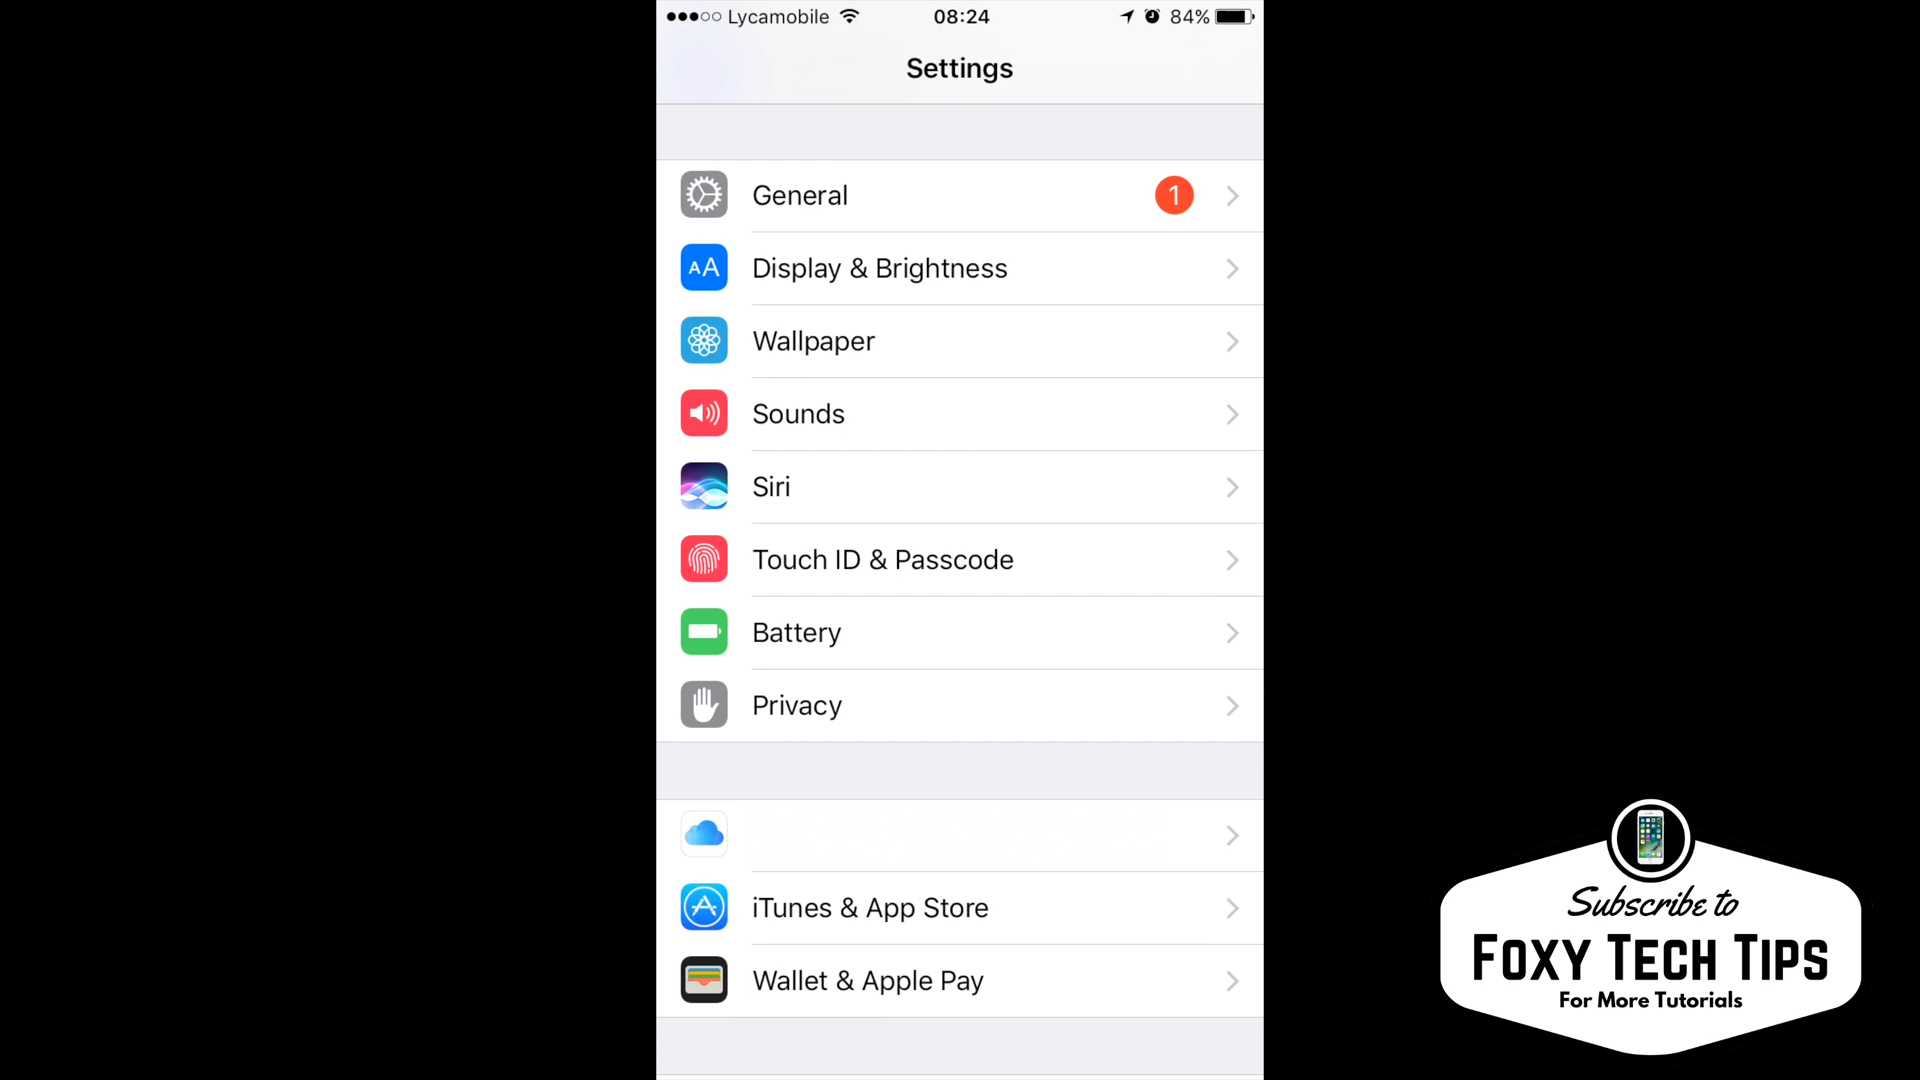 Lycamobile 08:24 84%
Settings
General 1
AA Display & Brightness
Wallpaper
Sounds
Siri
Touch ID & Passcode
Battery
Privacy
iTunes & App Store
Wallet & Apple Pay
Subscribe to
Foxy Tech Tips
For More Tutorials